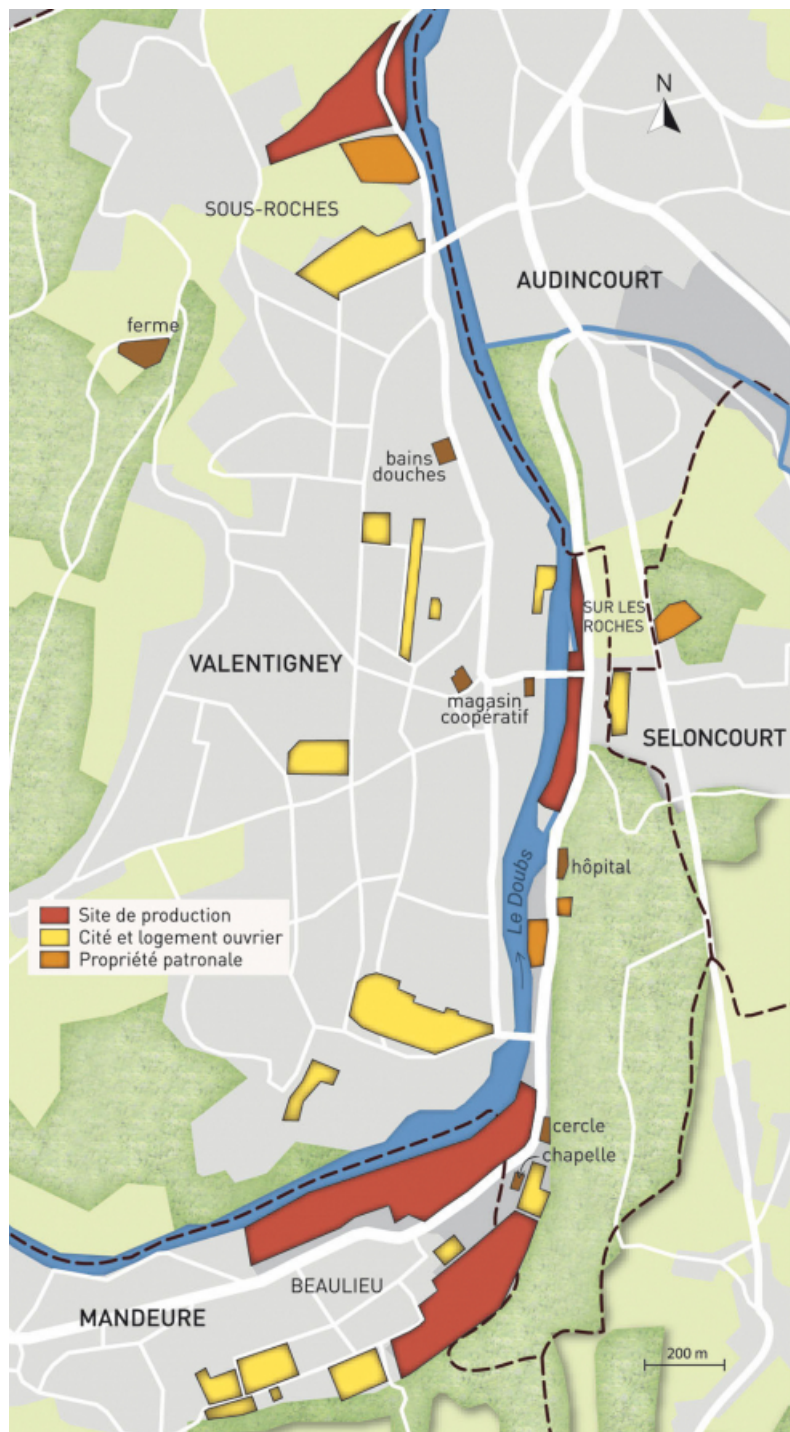 N
SOUS-ROCHES
AUDINCOURT
ferme
bains
douches
SUR LES
ROCHES
VALENTIGNEY
magasin
coopératif
SELONCOURT
Le Doubs
hôpital
Site de production
Cité et logement ouvrier
Propriété patronale
cercle
chapelle
BEAULIEU
MANDEURE
200 m